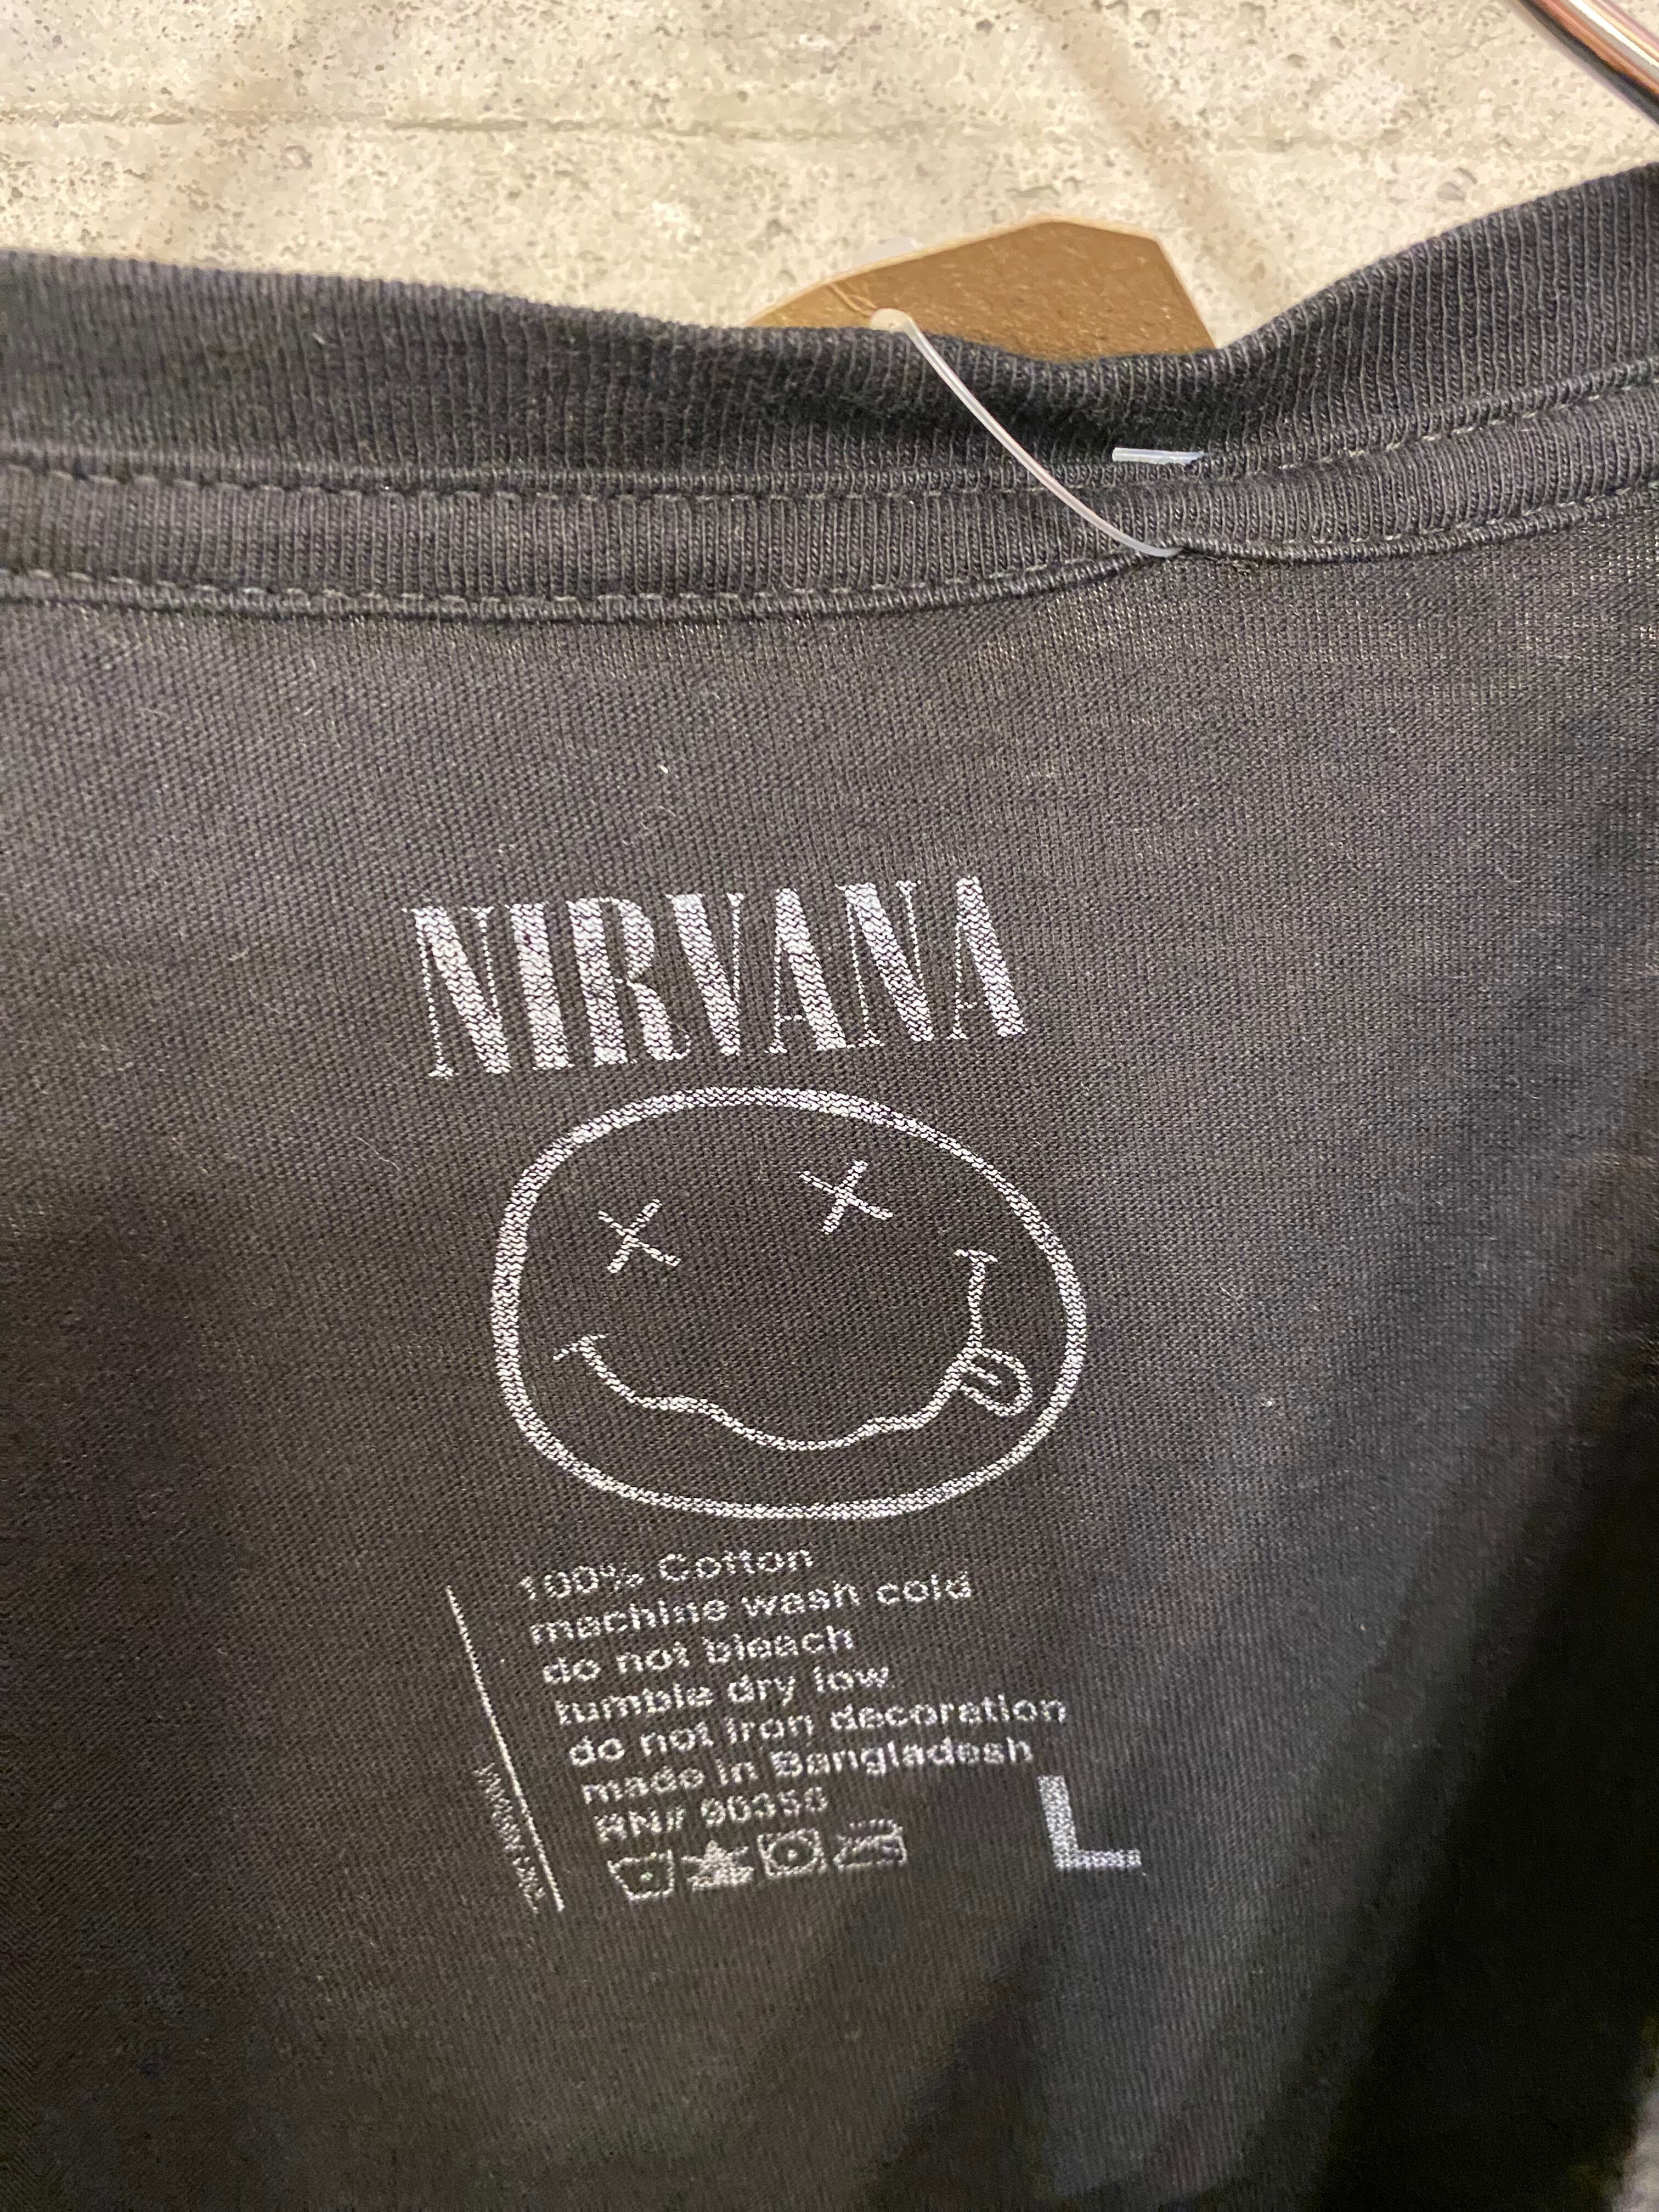 NIRVANA
100% Cotton
machine wash cold
do not bleach
tumble dry low
do not iron decoration
made in Bangladesh
RN# 90356
L